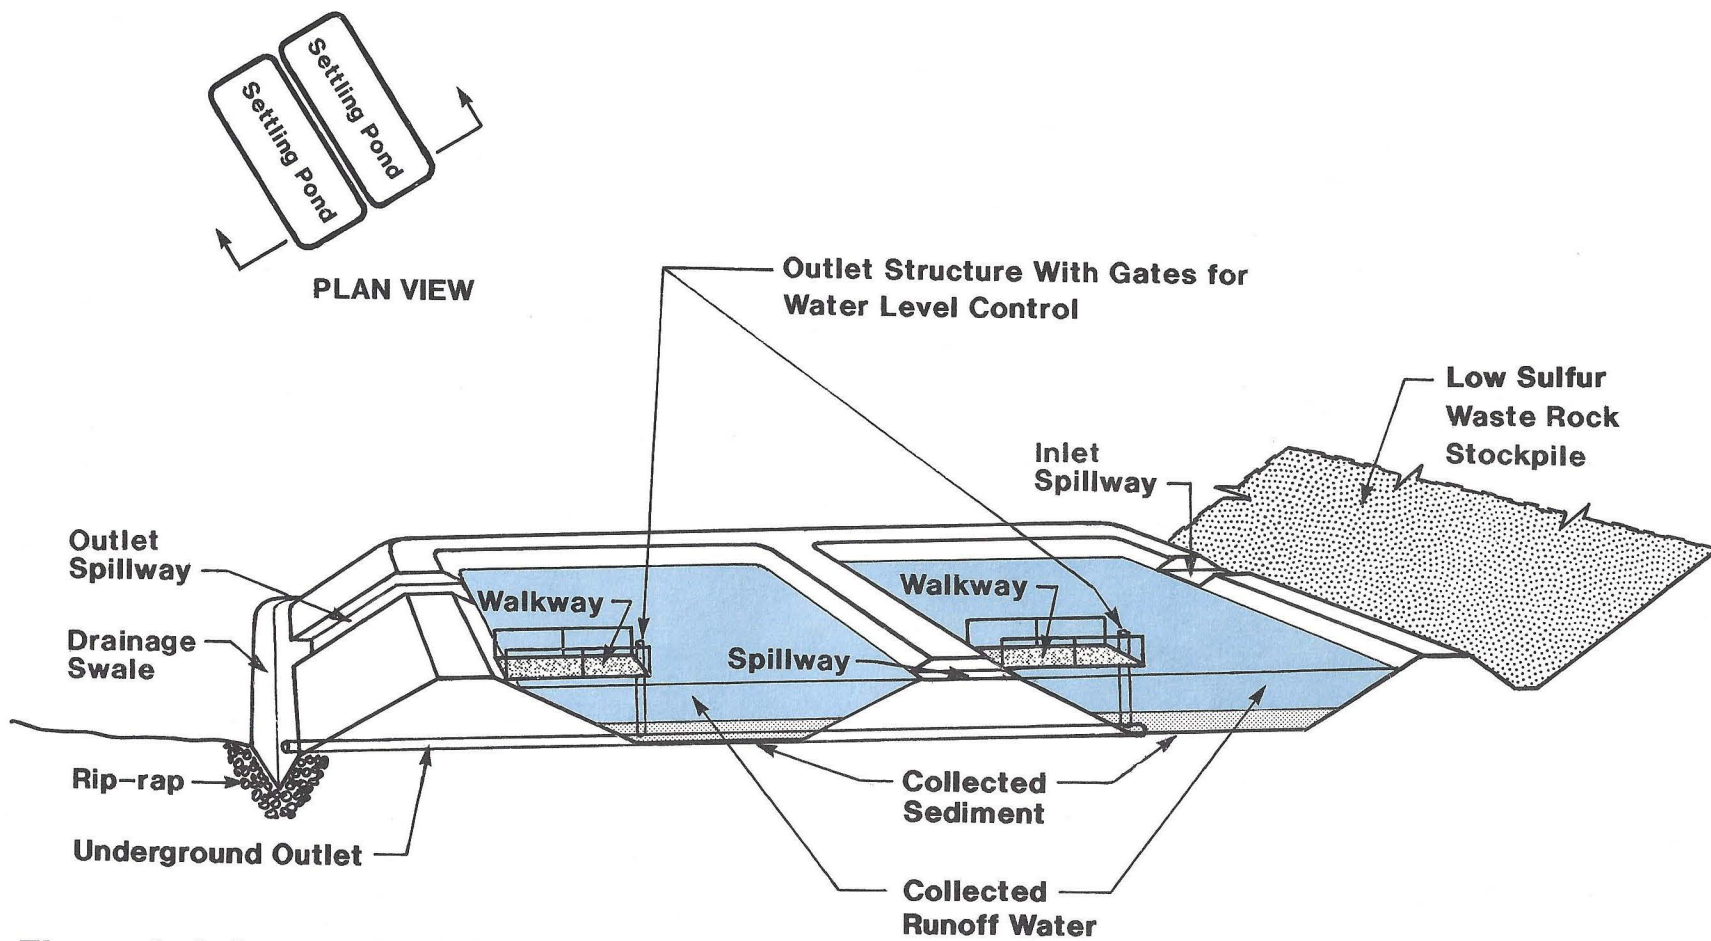 Settling Pond
Settling Pond
PLAN VIEW
Outlet Structure With Gates for
Water Level Control
Low Sulfur
Waste Rock
Stockpile
Inlet
Spillway
Outlet
Spillway
Walkway
Walkway
Drainage
Swale
Spillway
Rip-rap
Collected
Sediment
Underground Outlet
Collected
Runoff Water